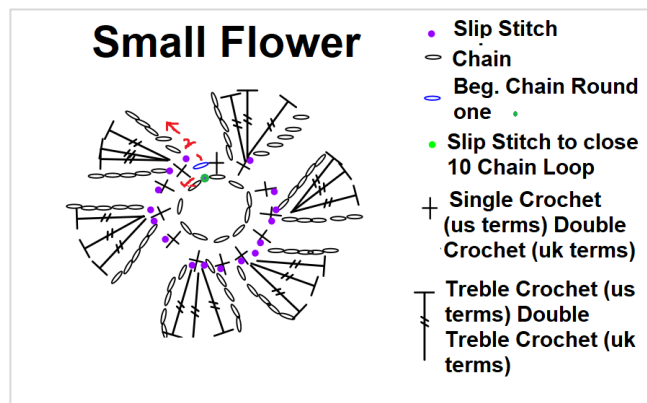 Small Flower
Slip Stitch
Chain
Beg. Chain Round
one
Slip Stitch to close
10 Chain Loop
Single Crochet
(us terms) Double
Crochet (uk terms)
Treble Crochet (us
terms) Double
Treble Crochet (uk
terms)